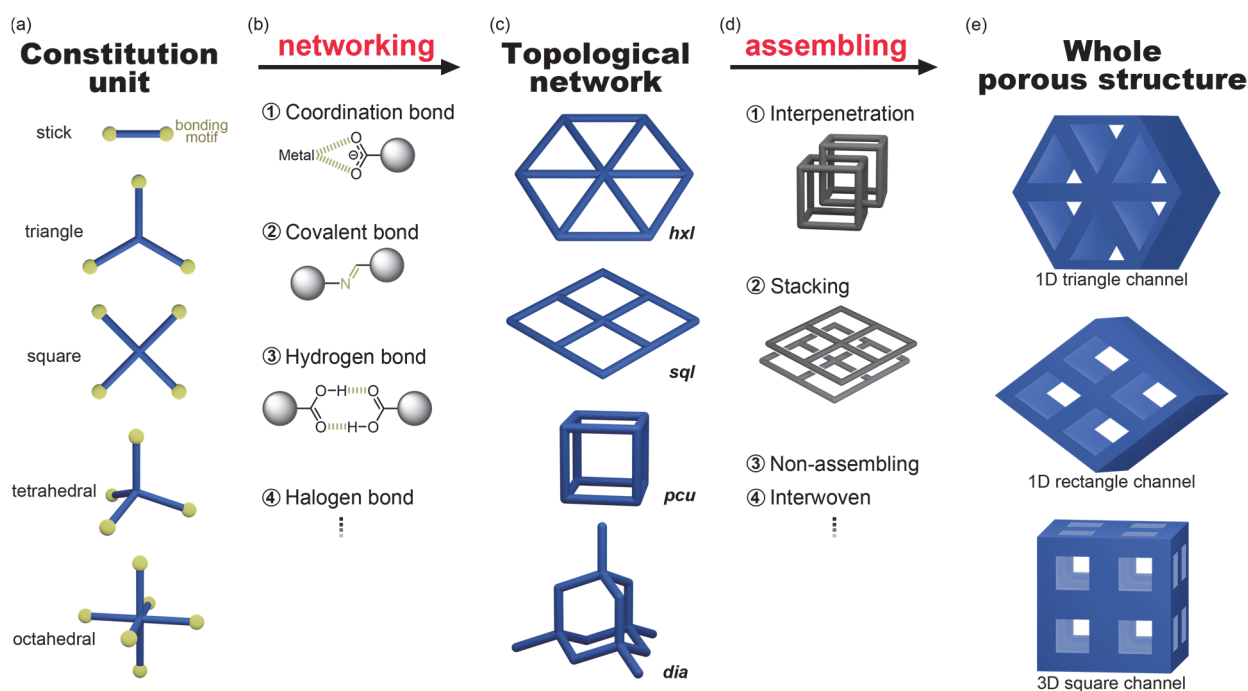 (a)
Constitution
unit
stick
bonding
motif
triangle
square
tetrahedral
octahedral
(b)
networking
① Coordination bond
Metal
O
⊖
O
② Covalent bond
N
③ Hydrogen bond
O H O
O H O
④ Halogen bond
(c)
Topological
network
hxl
sql
pcu
dia
(d)
assembling
① Interpenetration
② Stacking
③ Non-assembling
④ Interwoven
(e)
Whole
porous structure
1D triangle channel
1D rectangle channel
3D square channel